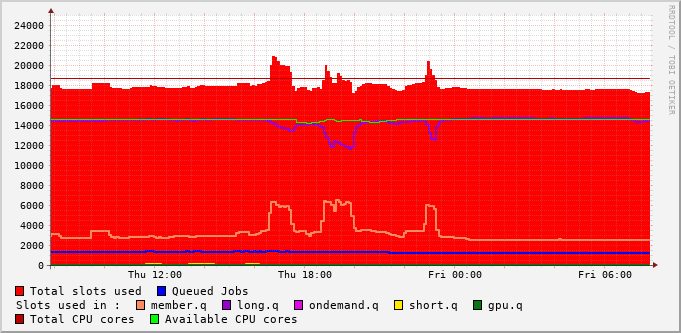 RRDTOOL / TOBI OETIKER
24000
22000
20000
18000
16000
14000
12000
10000
8000
6000
4000
2000
0
Thu 12:00 Thu 18:00 Fri 00:00 Fri 06:00
Total slots used Queued Jobs
Slots used in : member.q long.q ondemand.q short.q gpu.q
Total CPU cores Available CPU cores